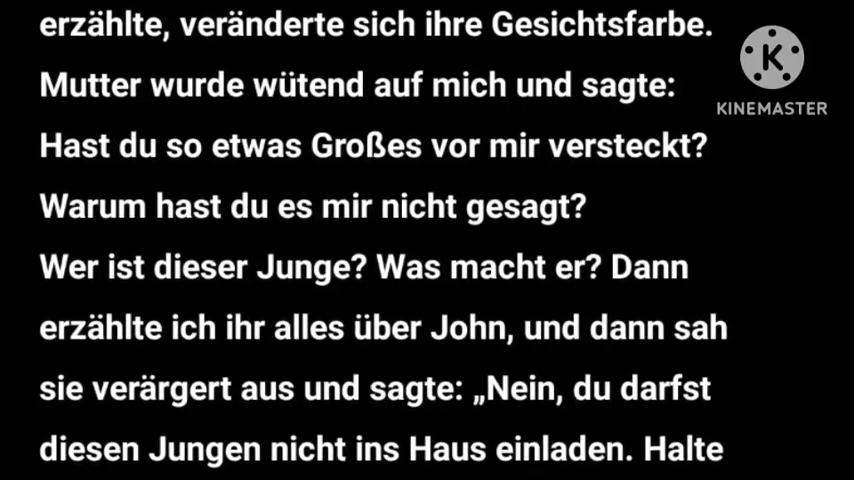 erzählte, veränderte sich ihre Gesichtsfarbe.
Mutter wurde wütend auf mich und sagte:
Hast du so etwas Großes vor mir versteckt?
Warum hast du es mir nicht gesagt?
Wer ist dieser Junge? Was macht er? Dann
erzählte ich ihr alles über John, und dann sah
sie verärgert aus und sagte: „Nein, du darfst
diesen Jungen nicht ins Haus einladen. Halte
K
KINEMASTER